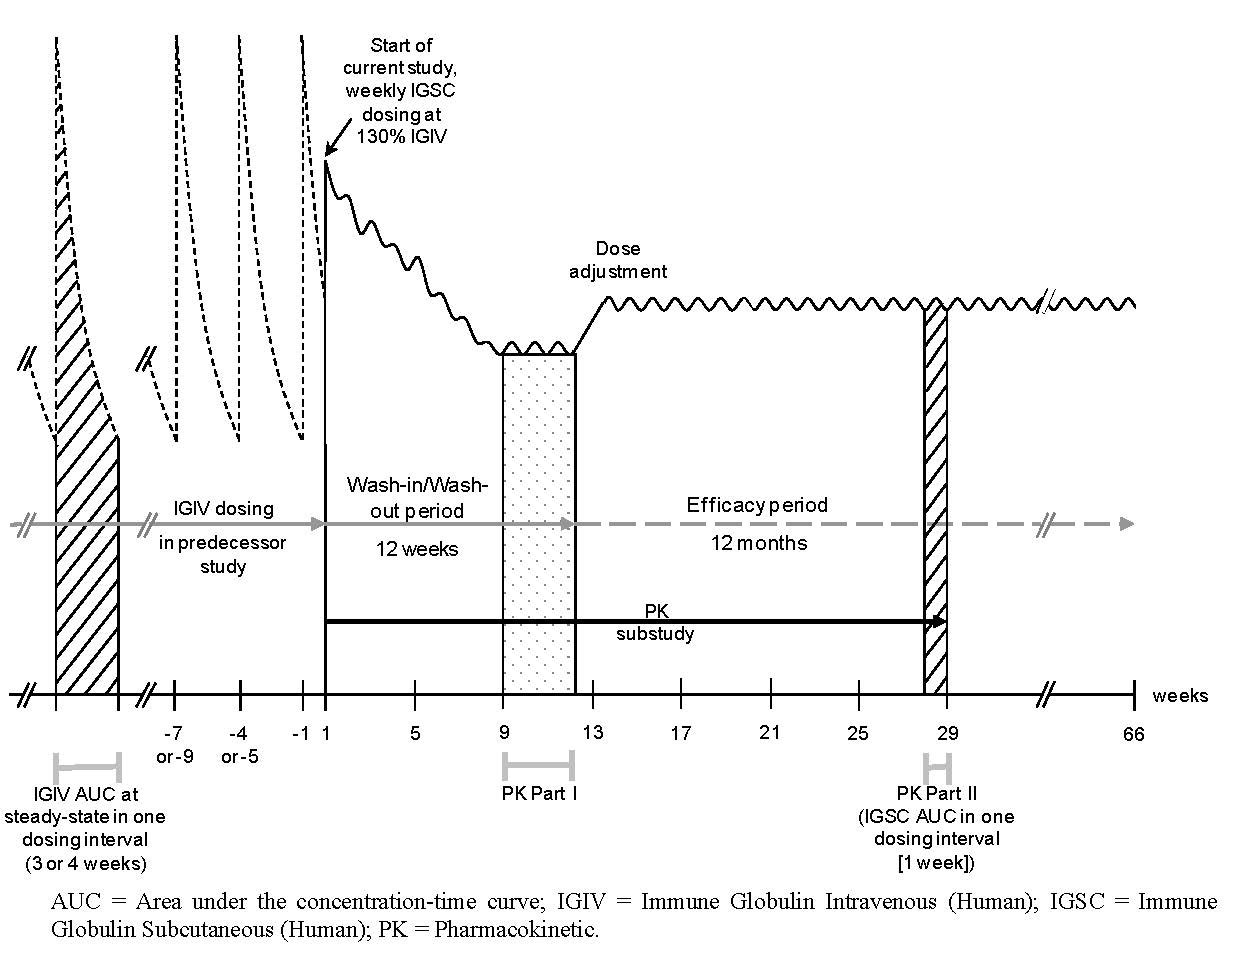 Start of
current study,
weekly IGSC
dosing at
130% IGIV
Dose
adjustment
IGIV dosing
in predecessor
study
Wash-in/Wash-
out period
12 weeks
Efficacy period
12 months
PK
substudy
weeks
-7 -4 -1 1 5 9 13 17 21 25 29 66
or -9 or -5
IGIV AUC at
steady-state in one
dosing interval
(3 or 4 weeks)
PK Part I
PK Part II
(IGSC AUC in one
dosing interval
[1 week])
AUC = Area under the concentration-time curve; IGIV = Immune Globulin Intravenous (Human); IGSC = Immune
Globulin Subcutaneous (Human); PK = Pharmacokinetic.